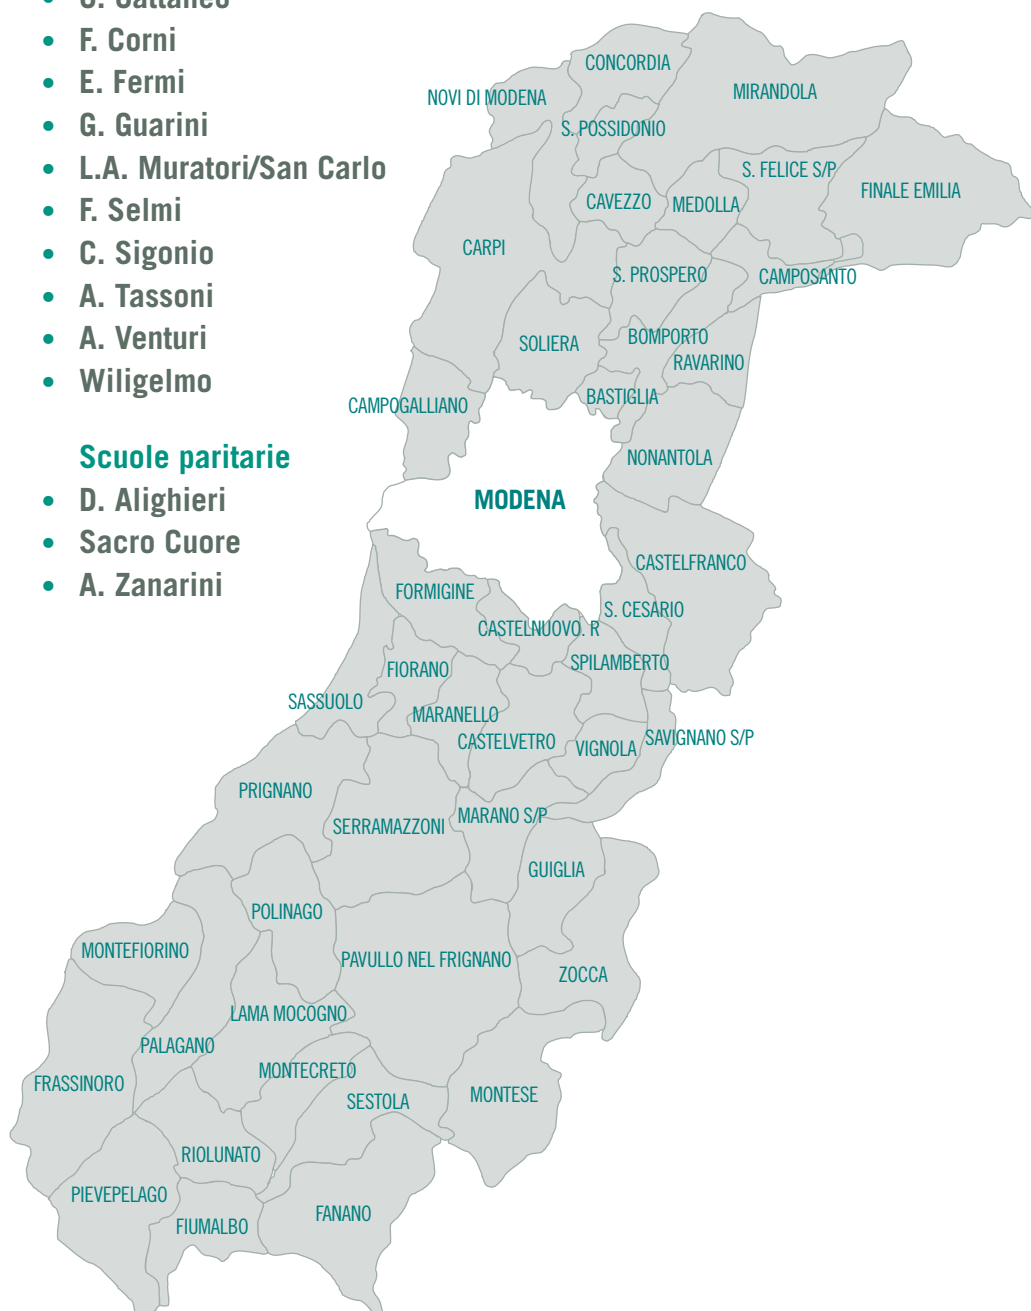 • C. Cattaneo
• F. Corni
• E. Fermi
• G. Guarini
• L.A. Muratori/San Carlo
• F. Selmi
• C. Sigonio
• A. Tassoni
• A. Venturi
• Wiligelmo
Scuole paritarie
• D. Alighieri
• Sacro Cuore
• A. Zanarini
CONCORDIA
MIRANDOLA
NOVI DI MODENA
S. POSSIDONIO
S. FELICE S/P
FINALE EMILIA
CAVEZZO
MEDOLLA
CARPI
S. PROSPERO
CAMPOSANTO
SOLIERA
BOMPORTO
RAVARINO
BASTIGLIA
CAMPOGALLIANO
NONANTOLA
MODENA
CASTELFRANCO
FORMIGINE
S. CESARIO
CASTELNUOVO. R
SPILAMBERTO
FIORANO
SASSUOLO
MARANELLO
CASTELVETRO
VIGNOLA
SAVIGNANO S/P
PRIGNANO
MARANO S/P
SERRAMAZZONI
GUIGLIA
POLINAGO
MONTEFIORINO
PAVULLO NEL FRIGNANO
ZOCCA
LAMA MOCOGNO
PALAGANO
MONTECRETO
FRASSINORO
SESTOLA
MONTESE
RIOLUNATO
PIEVEPELAGO
FIUMALBO
FANANO